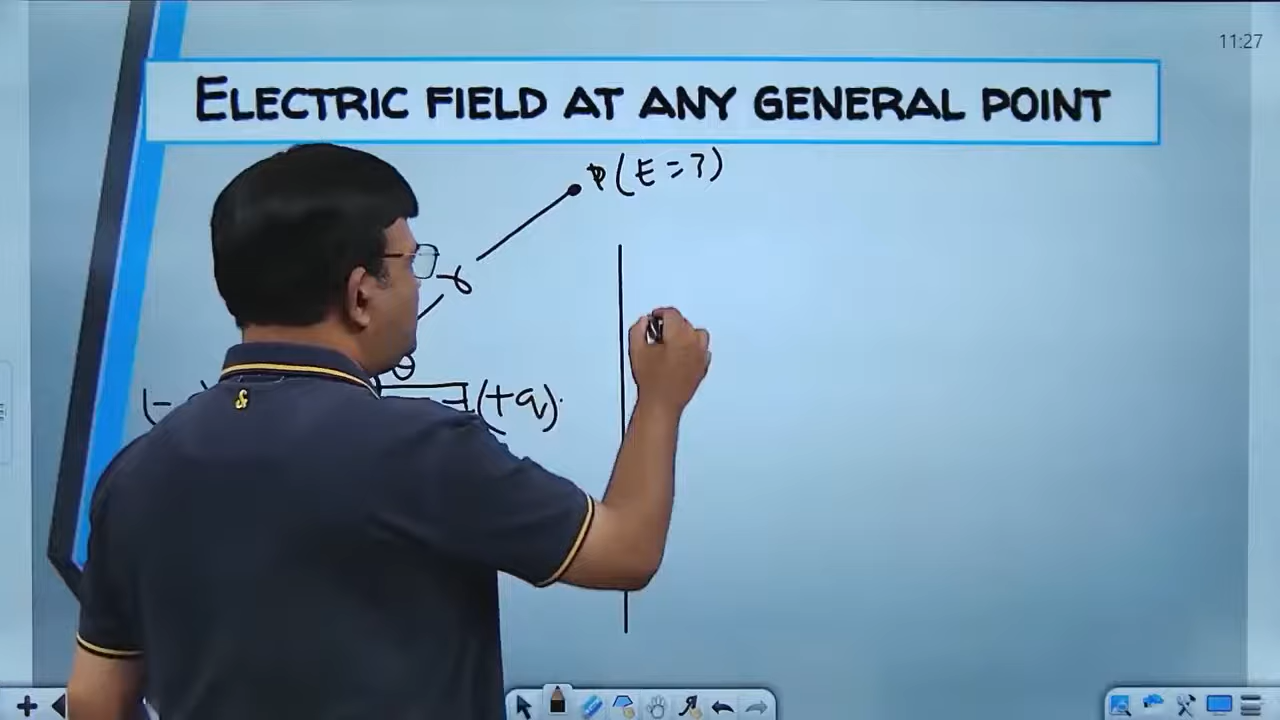 11:27
ELECTRIC FIELD AT ANY GENERAL POINT
P(E=?)
r
θ
(-
(+q)